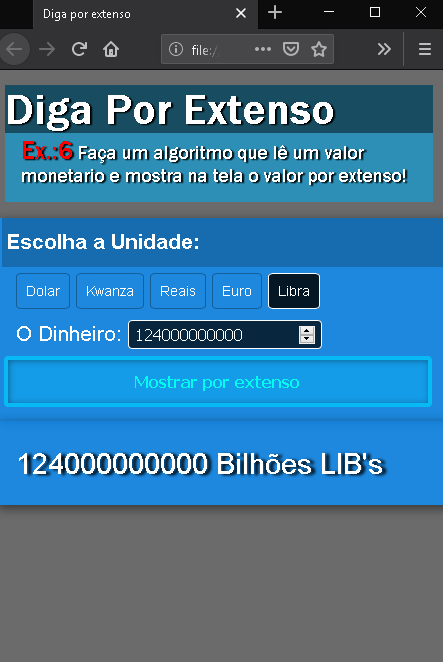 Diga por extenso
file:/
Diga Por Extenso
Ex.:6 Faça um algoritmo que lê um valor
monetario e mostra na tela o valor por extenso!
Escolha a Unidade:
Dolar Kwanza Reais Euro Libra
O Dinheiro: 124000000000
Mostrar por extenso
124000000000 Bilhões LIB's